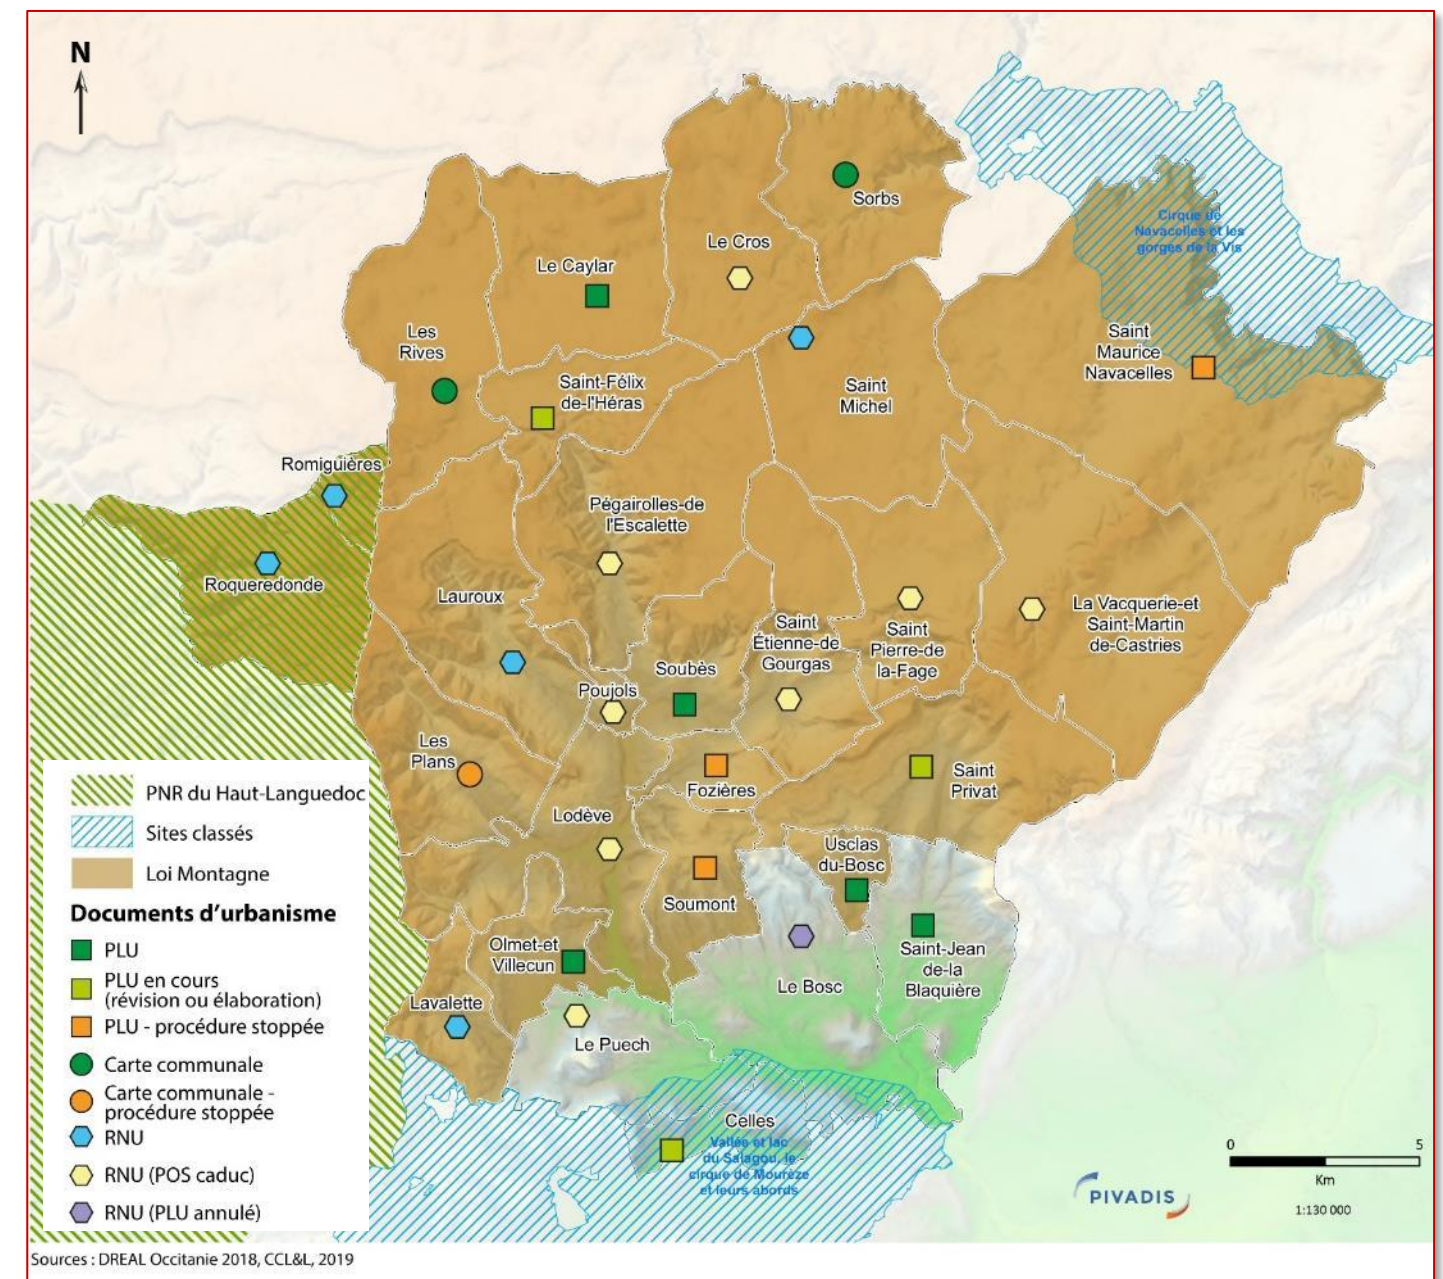 N
Sorbs
Cirque de
Navacelles et les
gorges de la Vis
Le Cros
Le Caylar
Les
Rives
Saint
Maurice
Navacelles
Saint-Félix
de-l'Héras
Saint
Michel
Romiguières
Pégairolles-de
l'Escalette
Roqueredonde
Lauroux
La Vacquerie-et
Saint-Martin
de-Castries
Saint
Étienne-de
Gourgas
Saint
Pierre-de
la-Fage
Soubès
Poujols
Les
Plans
Fozières
Saint
Privat
Lodève
Usclas
du-Bosc
Soumont
Olmet-et
Villecun
Saint-Jean
de-la
Blaquière
Le Bosc
Lavalette
Le Puech
Celles
Vallée et lac
du Salagou, le
cirque de Mourèze
et leurs abords
PNR du Haut-Languedoc
Sites classés
Loi Montagne
Documents d'urbanisme
PLU
PLU en cours
(révision ou élaboration)
PLU - procédure stoppée
Carte communale
Carte communale -
procédure stoppée
RNU
RNU (POS caduc)
RNU (PLU annulé)
0 5
Km
1:130 000
PIVADIS
Sources : DREAL Occitanie 2018, CCL&L, 2019